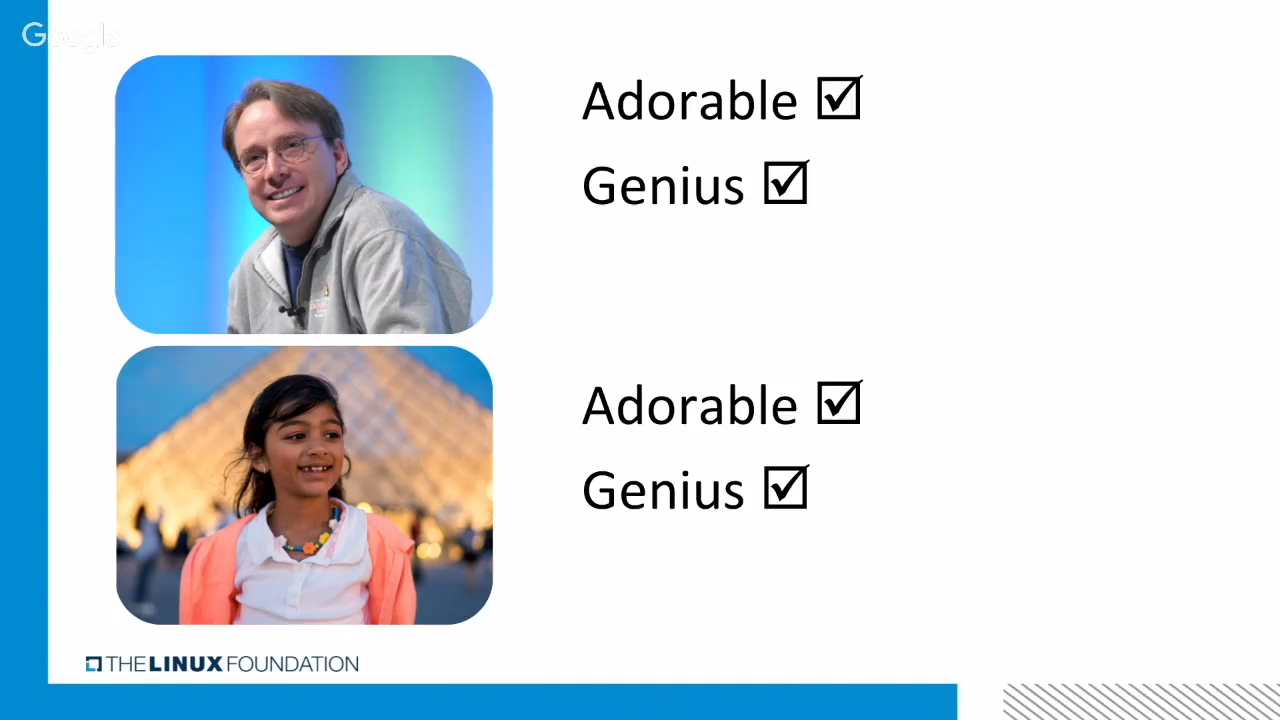 Google
Adorable ☑
Genius ☑
Adorable ☑
Genius ☑
THE LINUX FOUNDATION